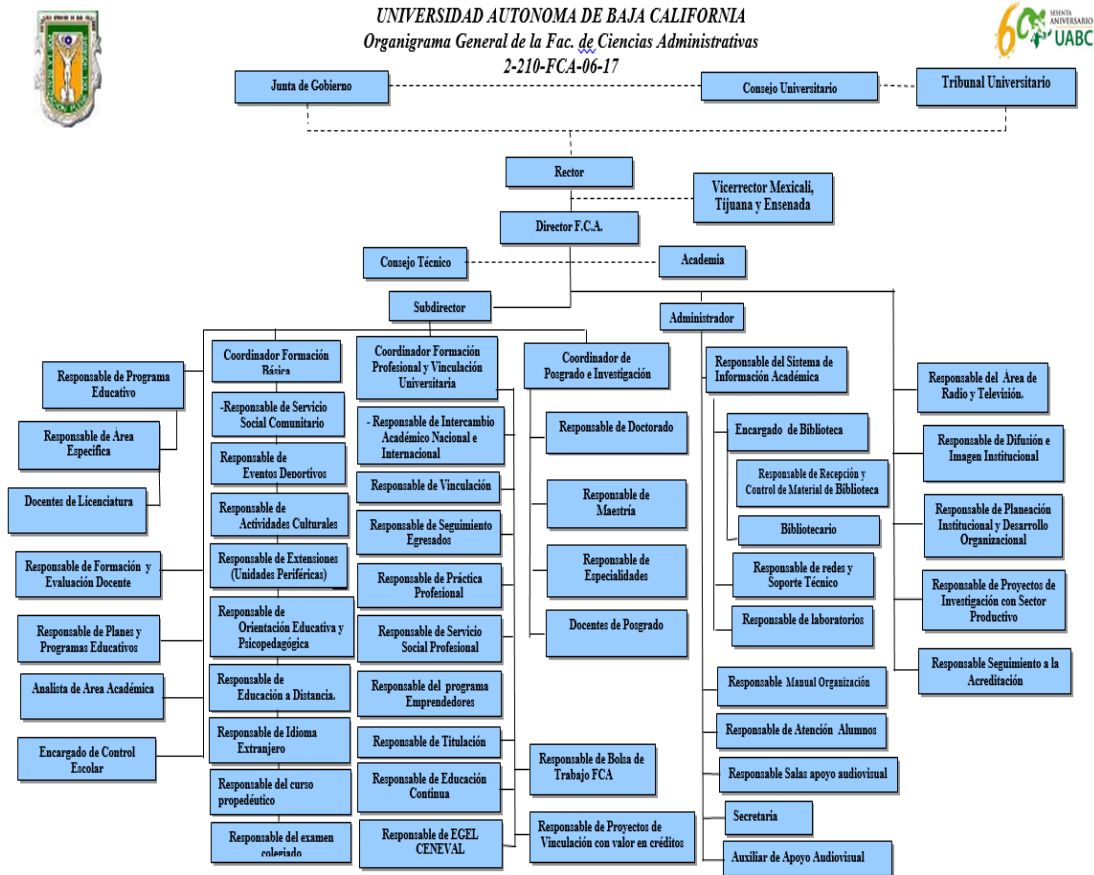 UNIVERSIDAD AUTONOMA DE BAJA CALIFORNIA
Organigrama General de la Fac. de Ciencias Administrativas
2-210-FCA-06-17
60 SESENTA
ANIVERSARIO
UABC
Junta de Gobierno
Consejo Universitario
Tribunal Universitario
Rector
Vicerrector Mexicali,
Tijuana y Ensenada
Director F.C.A.
Consejo Técnico
Academia
Subdirector
Administrador
Responsable de Programa
Educativo
Responsable de Área
Especifica
Docentes de Licenciatura
Responsable de Formación y
Evaluación Docente
Responsable de Planes y
Programas Educativos
Analista de Area Académica
Encargado de Control
Escolar
Coordinador Formación
Básica
-Responsable de Servicio
Social Comunitario
Responsable de
Eventos Deportivos
Responsable de
Actividades Culturales
Responsable de Extensiones
(Unidades Periféricas)
Responsable de
Orientación Educativa y
Psicopedagógica
Responsable de
Educación a Distancia.
Responsable de Idioma
Extranjero
Responsable del curso
propedéutico
Responsable del examen
colegiado
Coordinador Formación
Profesional y Vinculación
Universitaria
- Responsable de Intercambio
Académico Nacional e
Internacional
Responsable de Vinculación
Responsable de Seguimiento
Egresados
Responsable de Práctica
Profesional
Responsable de Servicio
Social Profesional
Responsable del programa
Emprendedores
Responsable de Titulación
Responsable de Educación
Continua
Responsable de EGEL
CENEVAL
Responsable de Bolsa de
Trabajo FCA
Responsable de Proyectos de
Vinculación con valor en créditos
Coordinador de
Posgrado e Investigación
Responsable de Doctorado
Responsable de
Maestría
Responsable de
Especialidades
Docentes de Posgrado
Responsable del Sistema de
Información Académica
Encargado de Biblioteca
Responsable de Recepción y
Control de Material de Biblioteca
Bibliotecario
Responsable de redes y
Soporte Técnico
Responsable de laboratorios
Responsable Manual Organización
Responsable de Atención Alumnos
Responsable Salas apoyo audiovisual
Secretaria
Auxiliar de Apoyo Audiovisual
Responsable del Área de
Radio y Televisión.
Responsable de Difusión e
Imagen Institucional
Responsable de Planeación
Institucional y Desarrollo
Organizacional
Responsable de Proyectos de
Investigación con Sector
Productivo
Responsable Seguimiento a la
Acreditación